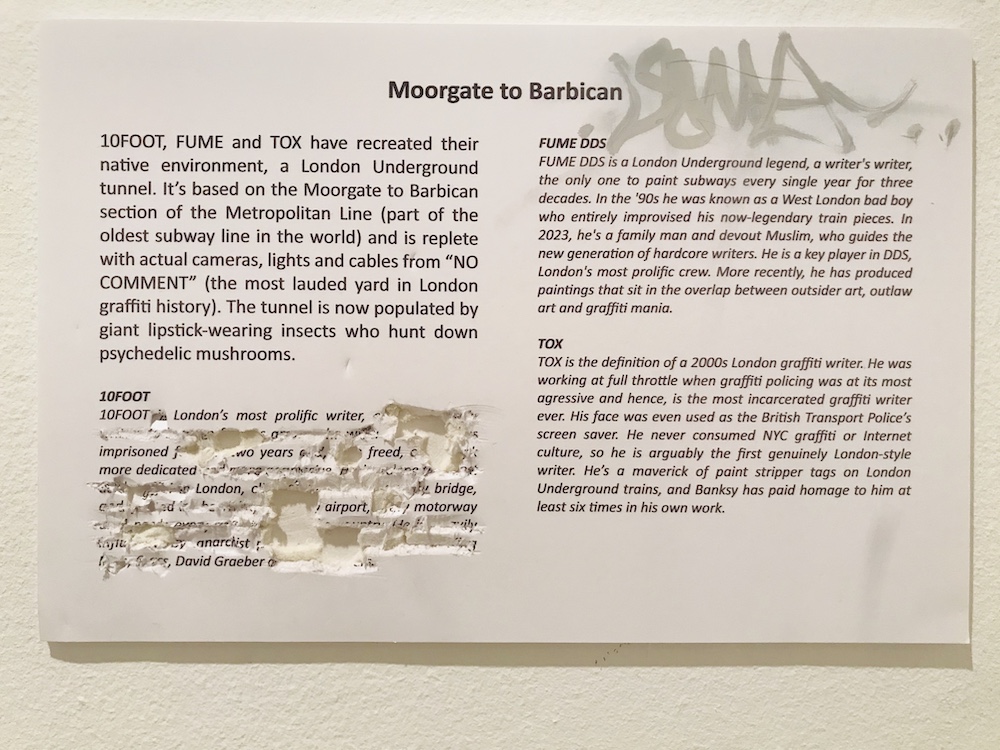 Moorgate to Barbican
10FOOT, FUME and TOX have recreated their
native environment, a London Underground
tunnel. It's based on the Moorgate to Barbican
section of the Metropolitan Line (part of the
oldest subway line in the world) and is replete
with actual cameras, lights and cables from “NO
COMMENT” (the most lauded yard in London
graffiti history). The tunnel is now populated by
giant lipstick-wearing insects who hunt down
psychedelic mushrooms.
10FOOT
10FOOT London's most prolific writer,
imprisoned two years freed,
more dedicated
London, bridge,
airport, motorway
anarchist
David Graeber
FUME DDS
FUME DDS is a London Underground legend, a writer's writer,
the only one to paint subways every single year for three
decades. In the '90s he was known as a West London bad boy
who entirely improvised his now-legendary train pieces. In
2023, he's a family man and devout Muslim, who guides the
new generation of hardcore writers. He is a key player in DDS,
London's most prolific crew. More recently, he has produced
paintings that sit in the overlap between outsider art, outlaw
art and graffiti mania.
TOX
TOX is the definition of a 2000s London graffiti writer. He was
working at full throttle when graffiti policing was at its most
agressive and hence, is the most incarcerated graffiti writer
ever. His face was even used as the British Transport Police's
screen saver. He never consumed NYC graffiti or Internet
culture, so he is arguably the first genuinely London-style
writer. He's a maverick of paint stripper tags on London
Underground trains, and Banksy has paid homage to him at
least six times in his own work.